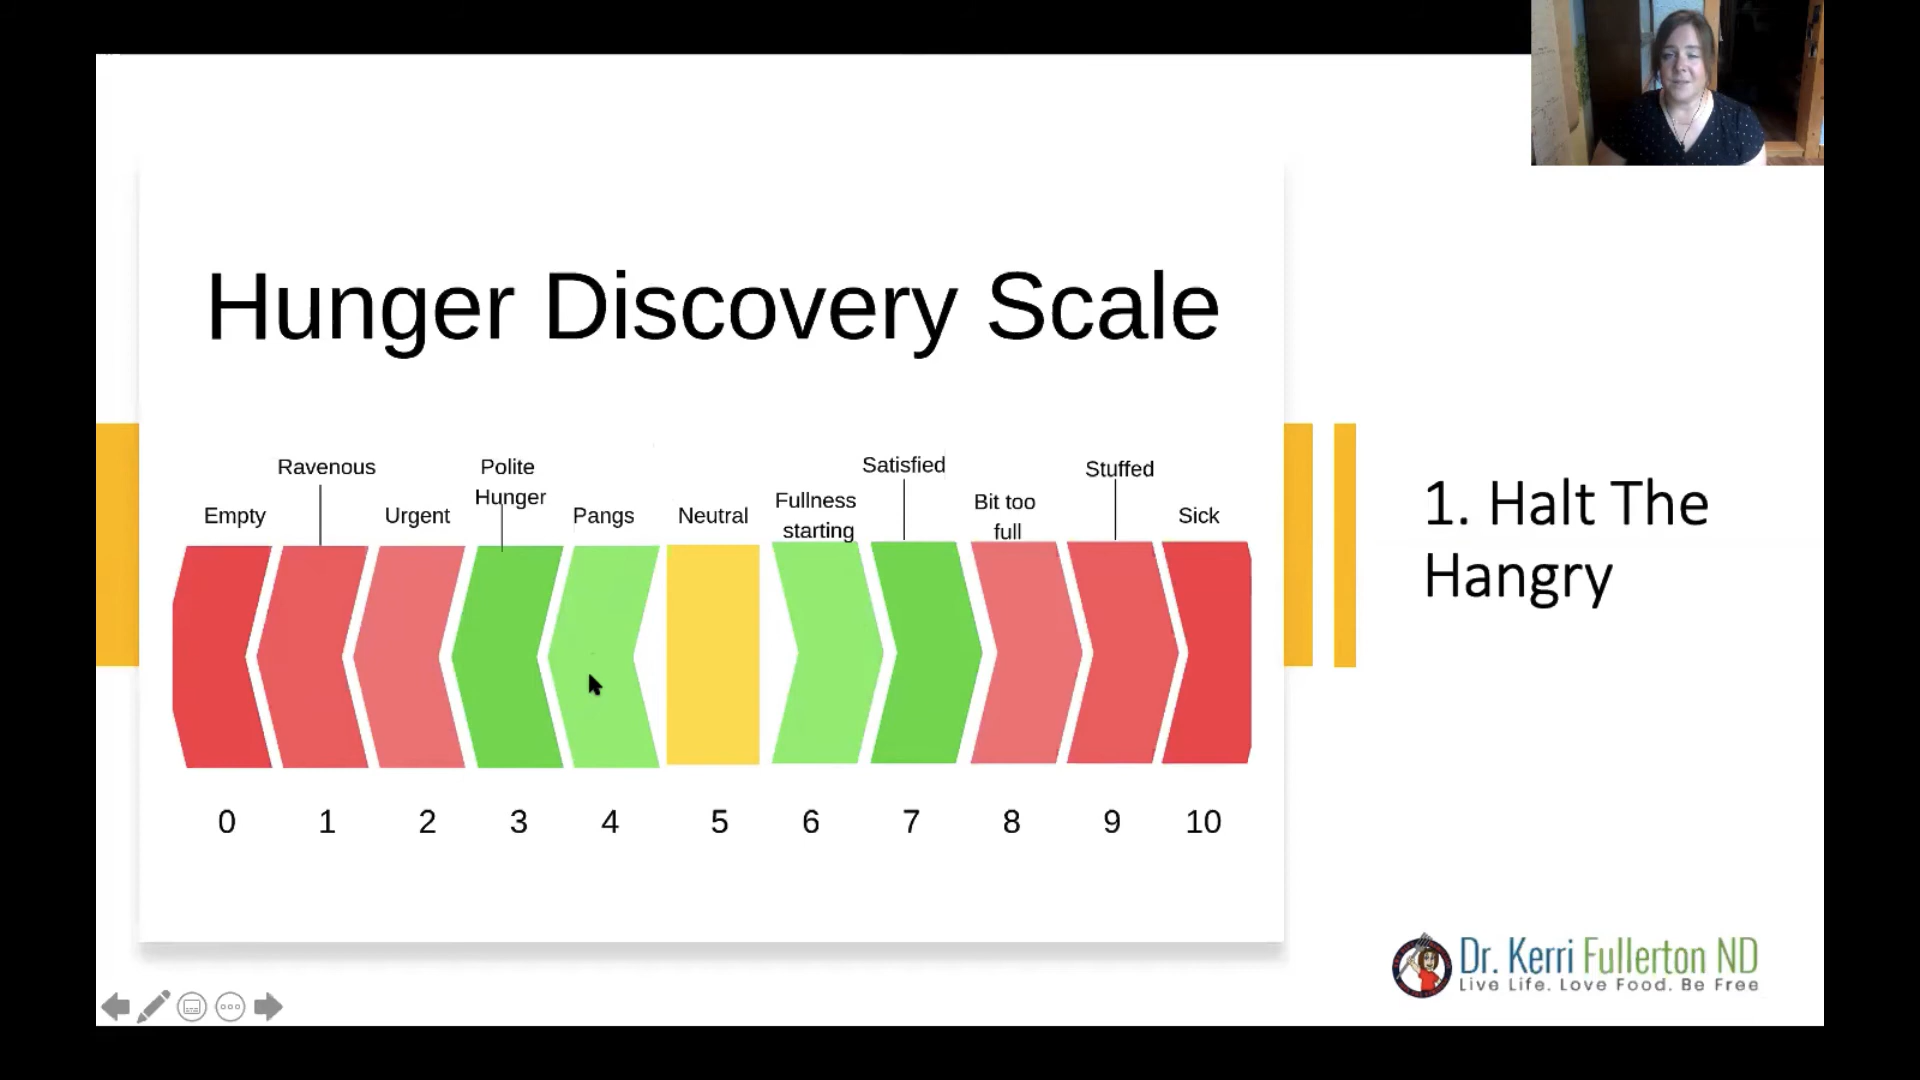 Hunger Discovery Scale
Ravenous
Polite
Hunger
Satisfied
Stuffed
Empty
Urgent
Pangs
Neutral
Fullness
starting
Bit too
full
Sick
0 1 2 3 4 5 6 7 8 9 10
1. Halt The
Hangry
Dr. Kerri Fullerton ND
Live Life. Love Food. Be Free